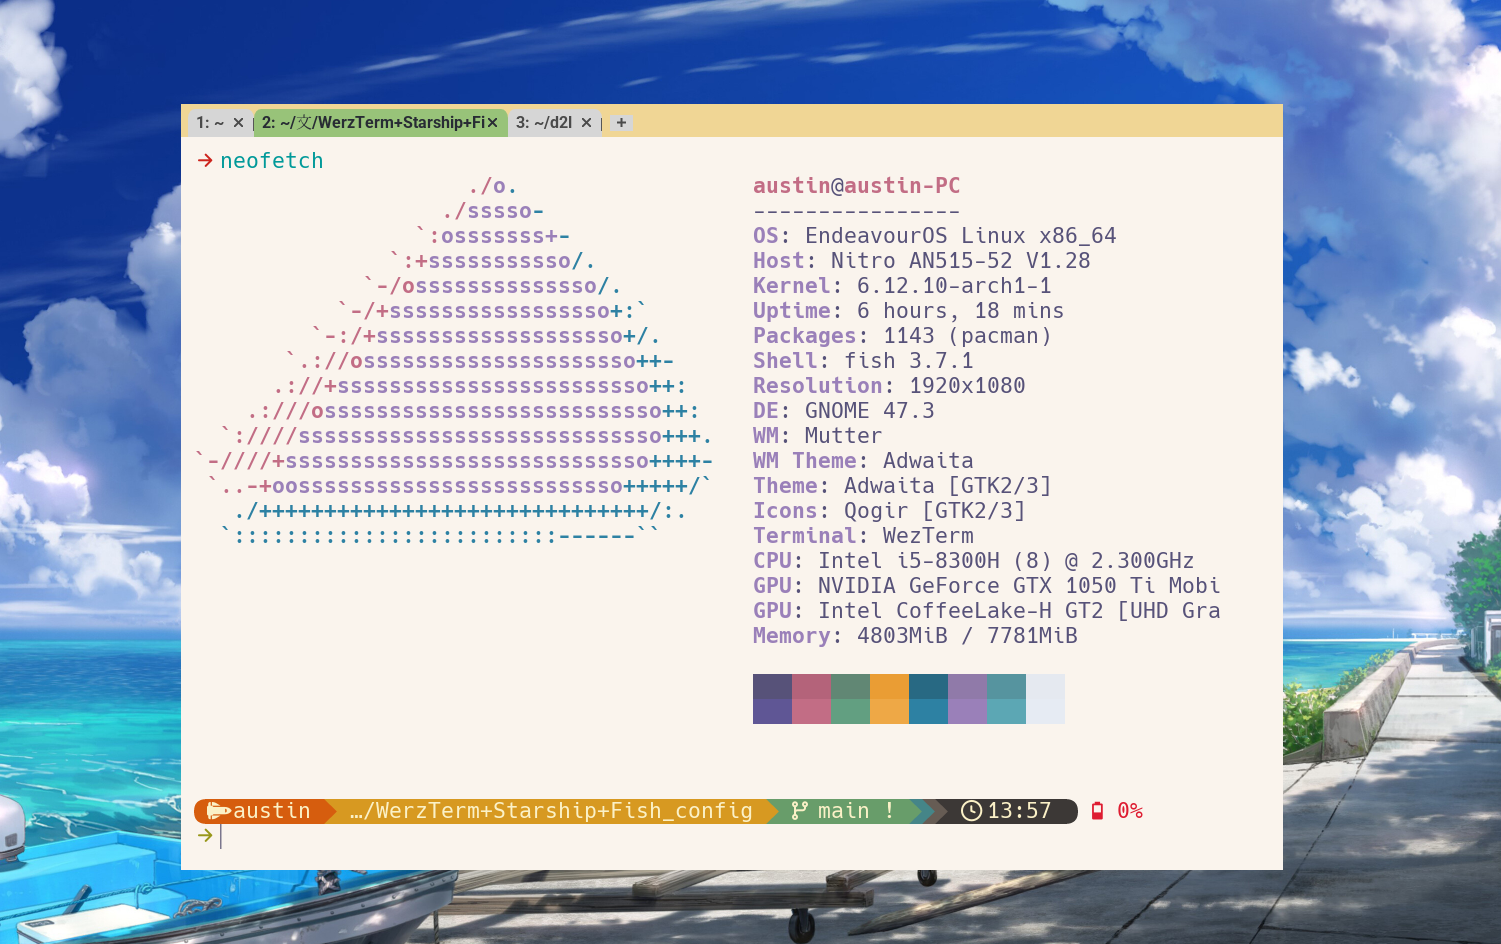 1: ~ ✕ 2: ~/文/WerzTerm+Starship+Fi✕ 3: ~/d2l ✕ +
→ neofetch
./o.
./sssso-
`:osssssss+-
`:+sssssssssso/.
`-/ossssssssssssso/.
`-/+sssssssssssssssso+:`
`-:/+sssssssssssssssssso+/.
`.://osssssssssssssssssssso++-
.://+ssssssssssssssssssssssso++:
.:///ossssssssssssssssssssssssso++:
`:////ssssssssssssssssssssssssssso+++.
`-////+ssssssssssssssssssssssssssso++++-
`..-+oosssssssssssssssssssssssso+++++/`
./++++++++++++++++++++++++++++++/:.
`:::::::::::::::::::::::::------``
austin@austin-PC
----------------
OS: EndeavourOS Linux x86_64
Host: Nitro AN515-52 V1.28
Kernel: 6.12.10-arch1-1
Uptime: 6 hours, 18 mins
Packages: 1143 (pacman)
Shell: fish 3.7.1
Resolution: 1920x1080
DE: GNOME 47.3
WM: Mutter
WM Theme: Adwaita
Theme: Adwaita [GTK2/3]
Icons: Qogir [GTK2/3]
Terminal: WezTerm
CPU: Intel i5-8300H (8) @ 2.300GHz
GPU: NVIDIA GeForce GTX 1050 Ti Mobi
GPU: Intel CoffeeLake-H GT2 [UHD Gra
Memory: 4803MiB / 7781MiB
austin …/WerzTerm+Starship+Fish_config main ! 13:57 0%
→